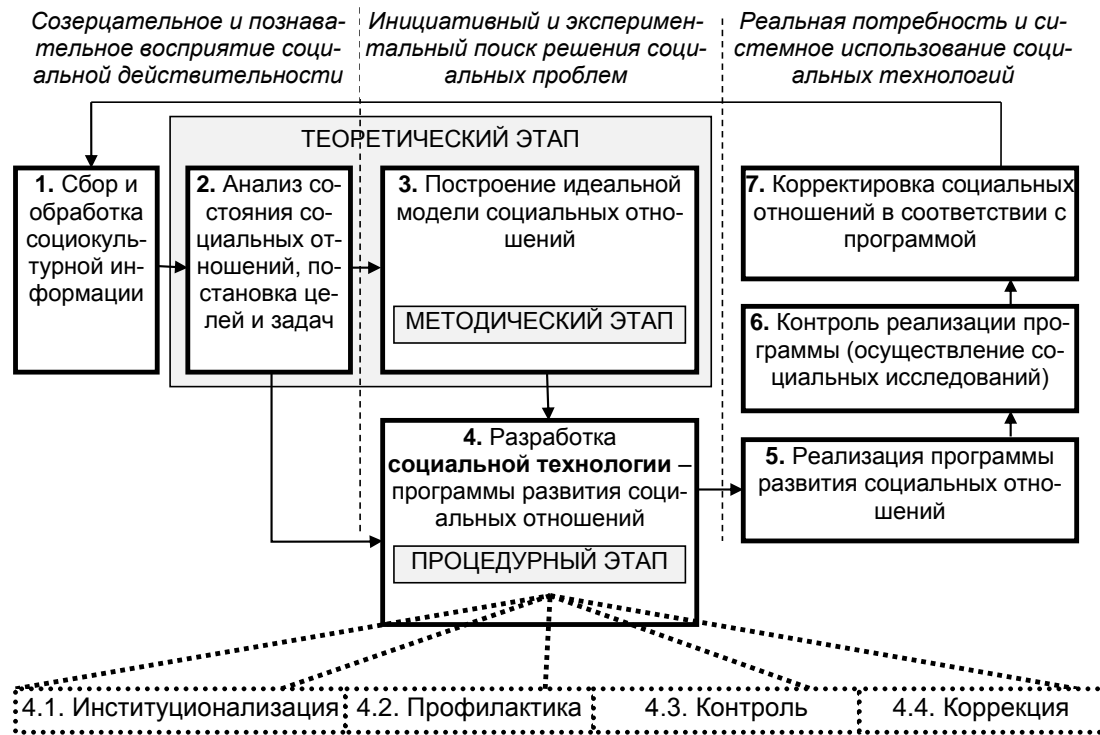 Созерцательное и познава-
тельное восприятие соци-
альной действительности
Инициативный и эксперимен-
тальный поиск решения соци-
альных проблем
Реальная потребность и си-
стемное использование соци-
альных технологий
ТЕОРЕТИЧЕСКИЙ ЭТАП
1. Сбор и
обработка
социокуль-
турной ин-
формации
2. Анализ со-
стояния со-
циальных от-
ношений, по-
становка це-
лей и задач
3. Построение идеальной
модели социальных отно-
шений
МЕТОДИЧЕСКИЙ ЭТАП
4. Разработка
социальной технологии –
программы развития соци-
альных отношений
ПРОЦЕДУРНЫЙ ЭТАП
7. Корректировка социальных
отношений в соответствии с
программой
6. Контроль реализации про-
граммы (осуществление со-
циальных исследований)
5. Реализация программы
развития социальных отно-
шений
4.1. Институционализация
4.2. Профилактика
4.3. Контроль
4.4. Коррекция